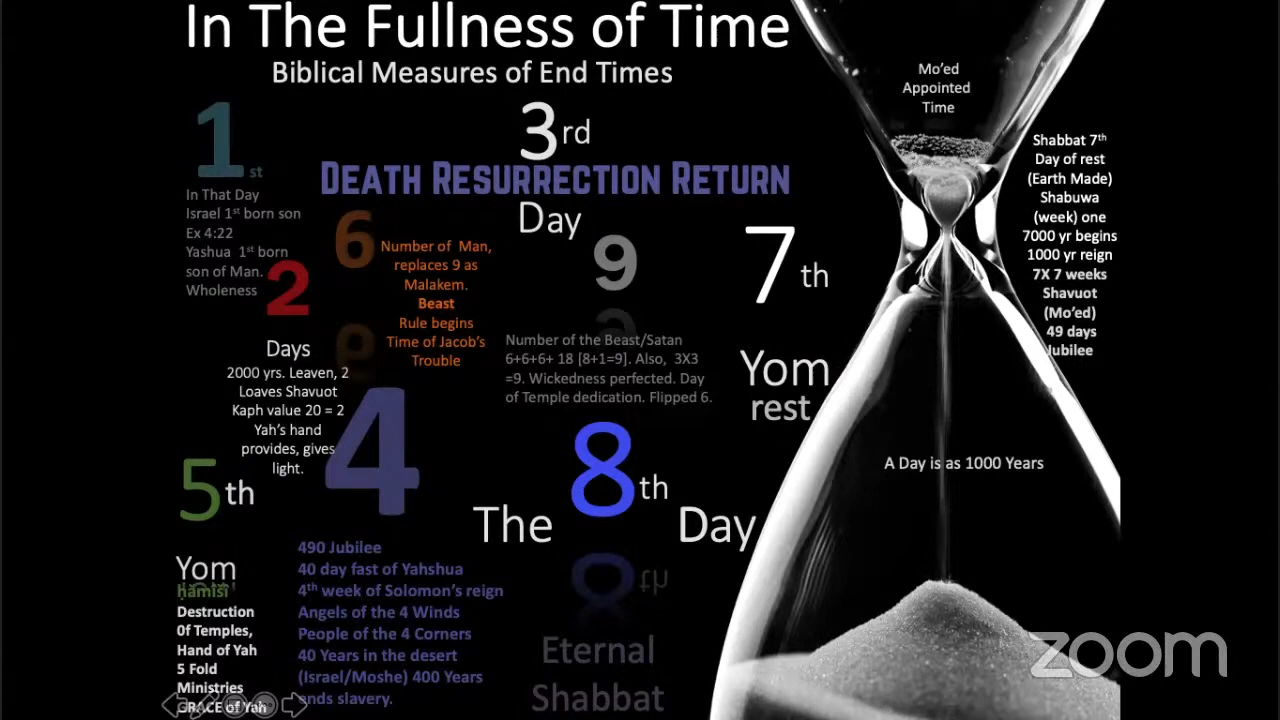 In The Fullness of Time
Biblical Measures of End Times
1st
In That Day
Israel 1st born son
Ex 4:22
Yashua 1st born
son of Man.
Wholeness
2
Days
2000 yrs. Leaven, 2
Loaves Shavuot
Kaph value 20 = 2
Yah's hand
provides, gives
light.
3rd
Death Resurrection Return
Day
6
Number of Man,
replaces 9 as
Malakem.
Beast
Rule begins
Time of Jacob's
Trouble
9
Number of the Beast/Satan
6+6+6+ 18 [8+1=9]. Also, 3X3
=9. Wickedness perfected. Day
of Temple dedication. Flipped 6.
7th
Yom
rest
4
490 Jubilee
40 day fast of Yahshua
4th week of Solomon's reign
Angels of the 4 Winds
People of the 4 Corners
40 Years in the desert
(Israel/Moshe) 400 Years
ends slavery.
5th
Yom
ḥamisi
Destruction
0f Temples,
Hand of Yah
5 Fold
Ministries
GRACE of Yah
8th
The Day
Eternal
Shabbat
Mo'ed
Appointed
Time
Shabbat 7th
Day of rest
(Earth Made)
Shabuwa
(week) one
7000 yr begins
1000 yr reign
7X 7 weeks
Shavuot
(Mo'ed)
49 days
Jubilee
A Day is as 1000 Years
zoom